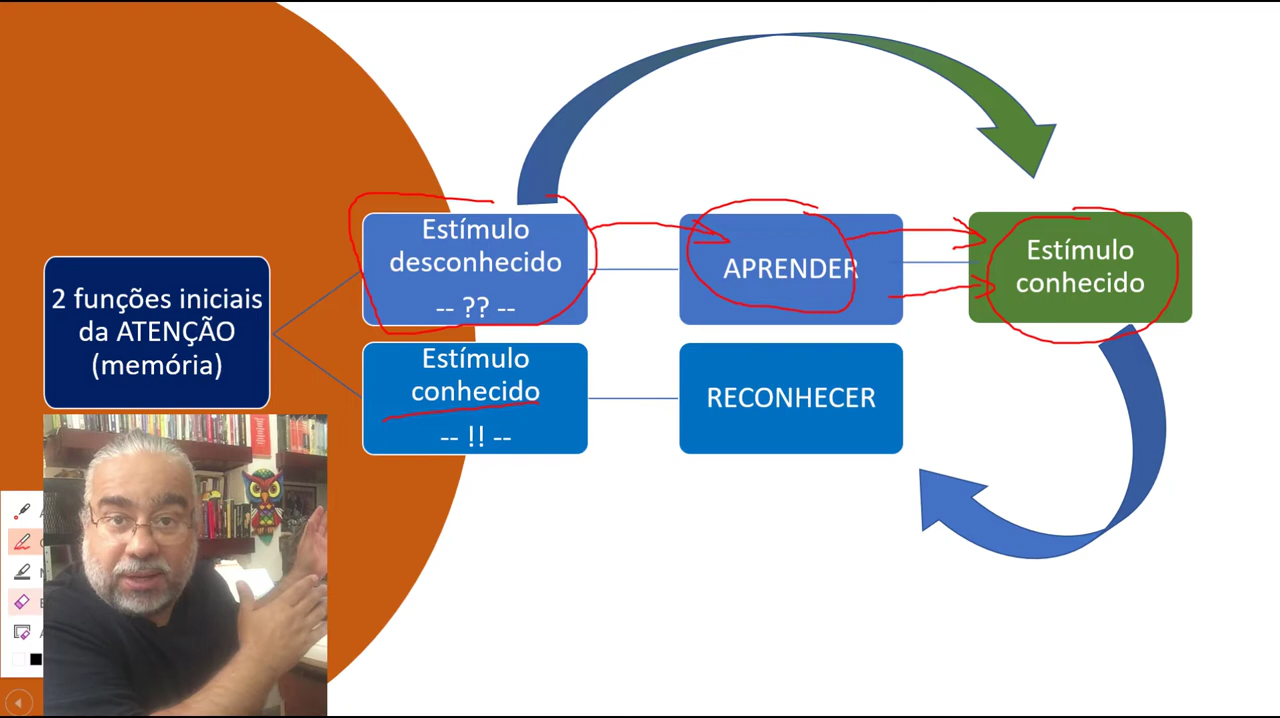 2 funções iniciais
da ATENÇÃO
(memória)
Estímulo
desconhecido
-- ?? --
APRENDER
Estímulo
conhecido
Estímulo
conhecido
-- !! --
RECONHECER